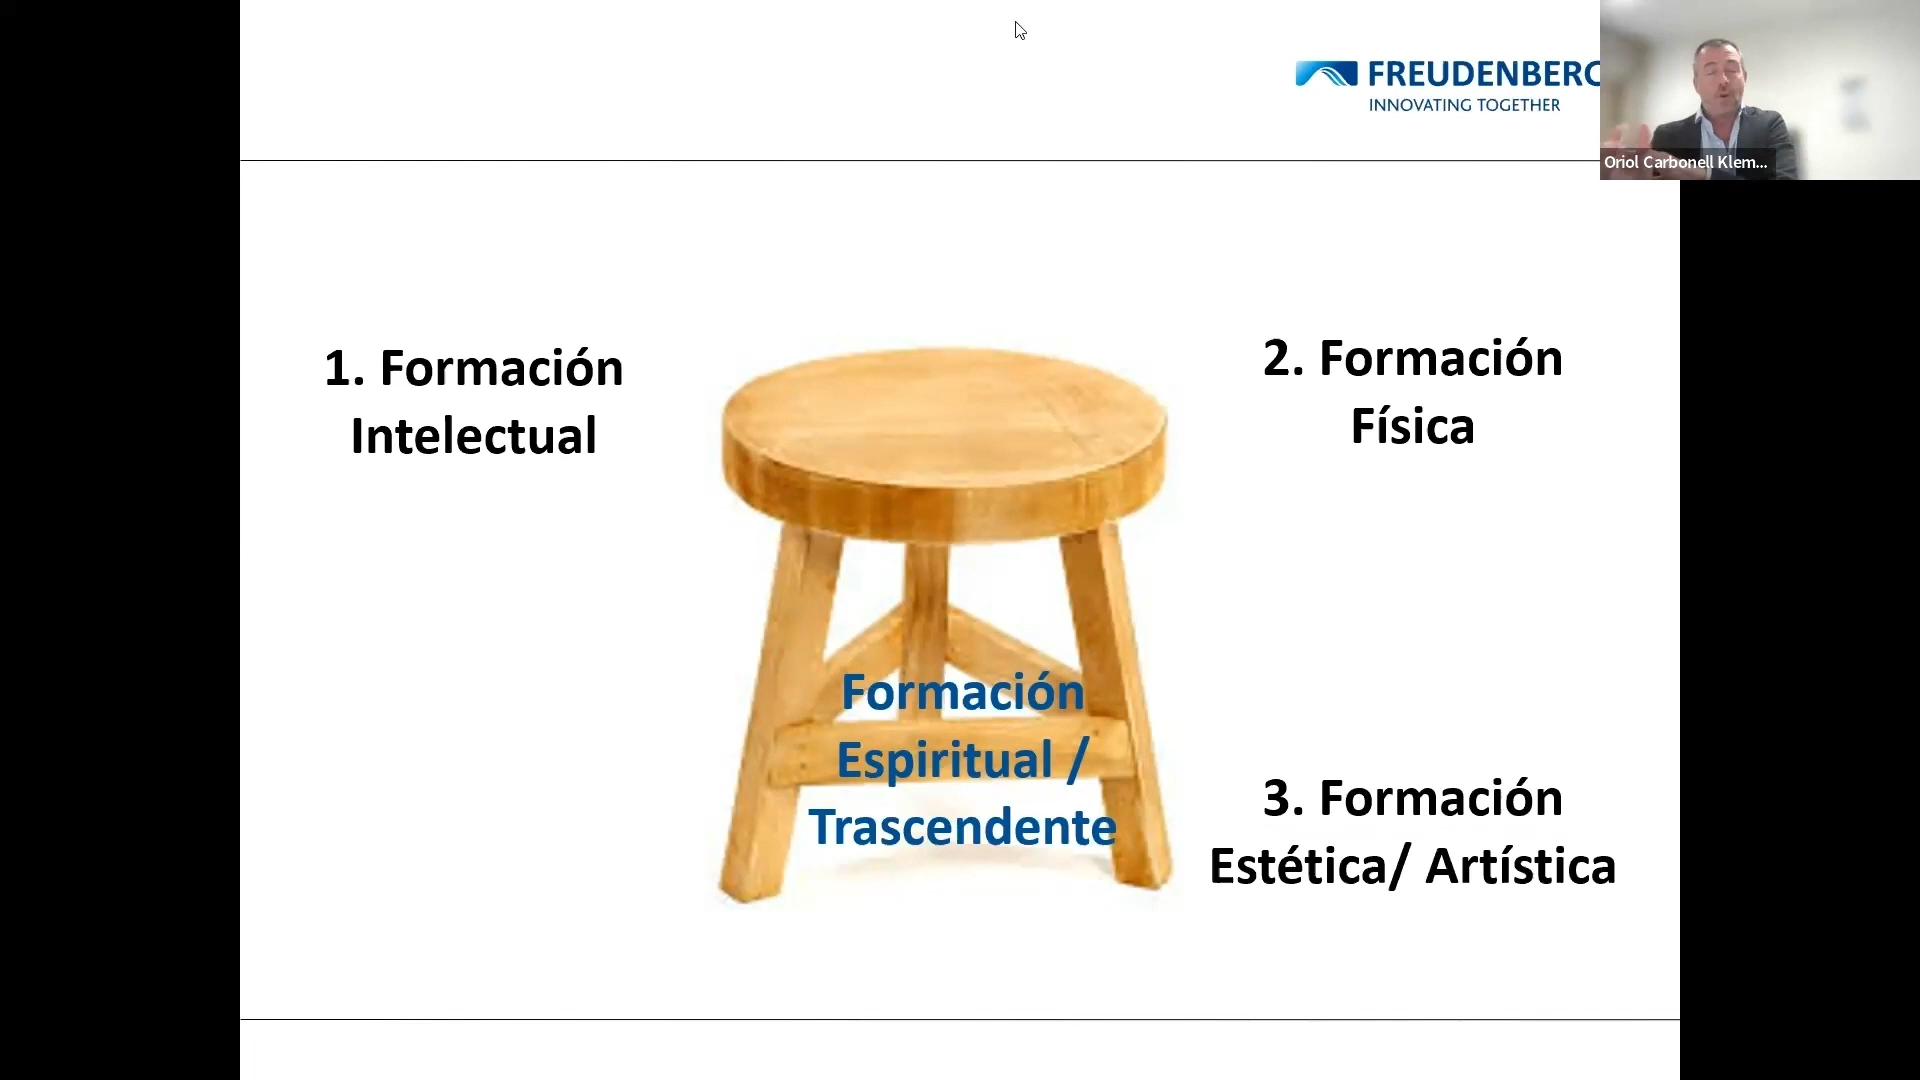 FREUDENBERG
INNOVATING TOGETHER
Oriol Carbonell Klem...
1. Formación
Intelectual
2. Formación
Física
Formación
Espiritual /
Trascendente
3. Formación
Estética/ Artística